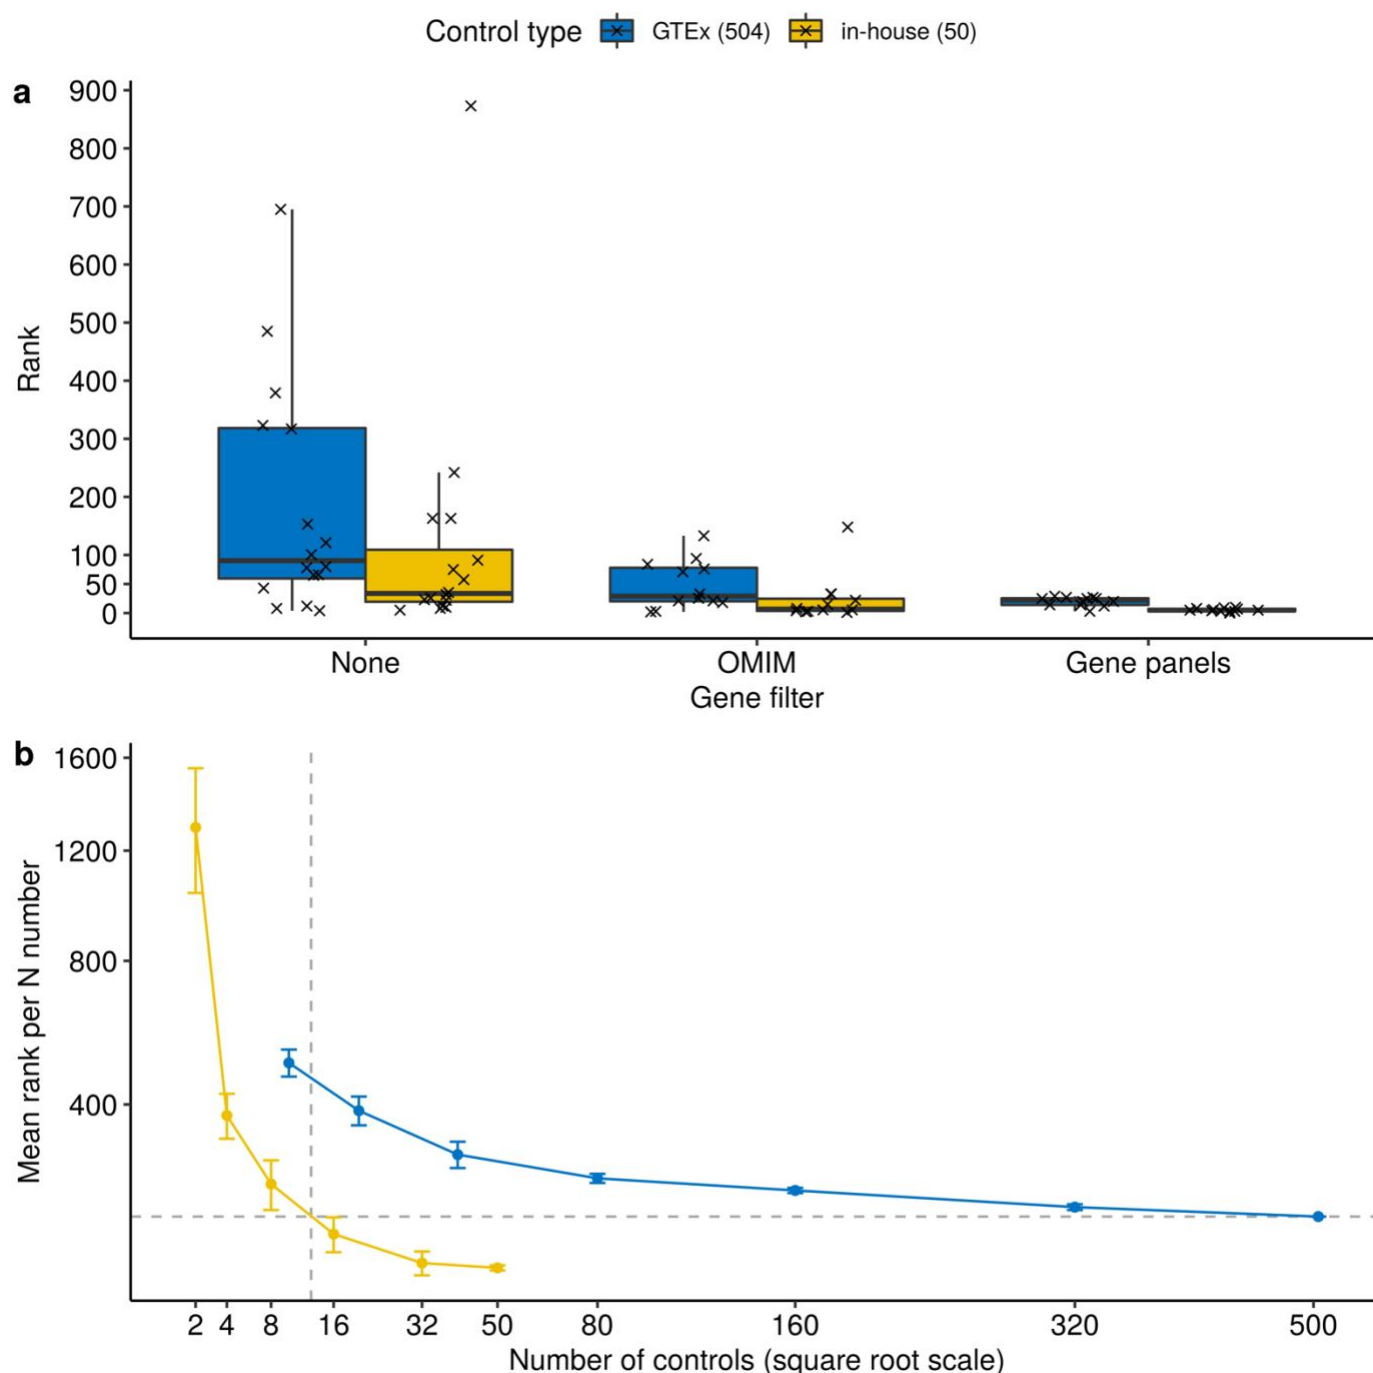 Control type GTEx (504) in-house (50)
a
900
800
700
600
500
400
300
200
100
50
0
Rank
None OMIM Gene panels
Gene filter
b
1600
1200
800
400
Mean rank per N number
2 4 8 16 32 50 80 160 320 500
Number of controls (square root scale)